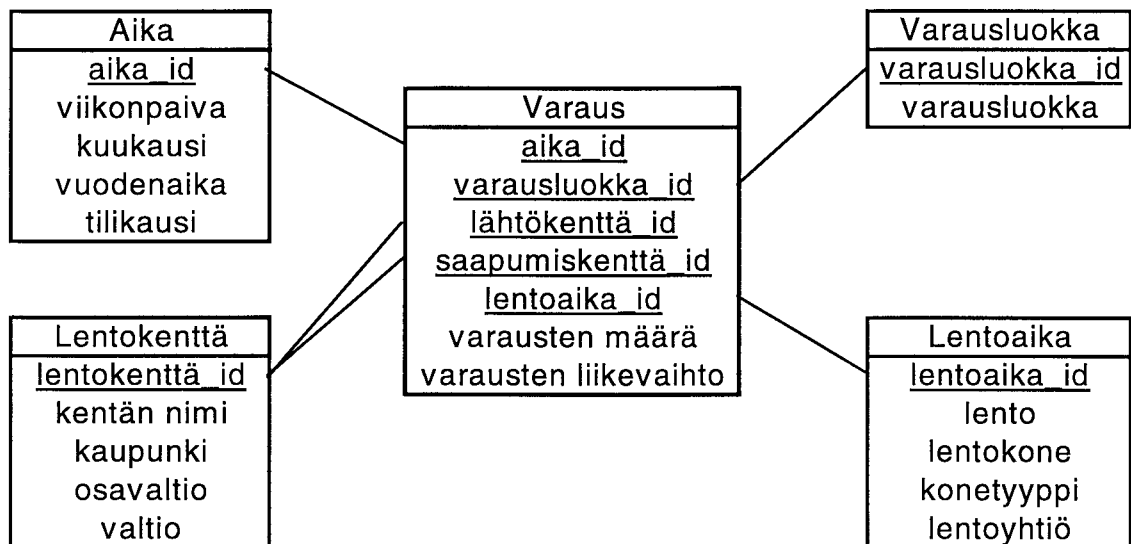 Aika
aika_id
viikonpaiva
kuukausi
vuodenaika
tilikausi
Varausluokka
varausluokka_id
varausluokka
Varaus
aika_id
varausluokka_id
lähtökenttä_id
saapumiskenttä_id
lentoaika_id
varausten määrä
varausten liikevaihto
Lentokenttä
lentokenttä_id
kentän nimi
kaupunki
osavaltio
valtio
Lentoaika
lentoaika_id
lento
lentokone
konetyyppi
lentoyhtiö